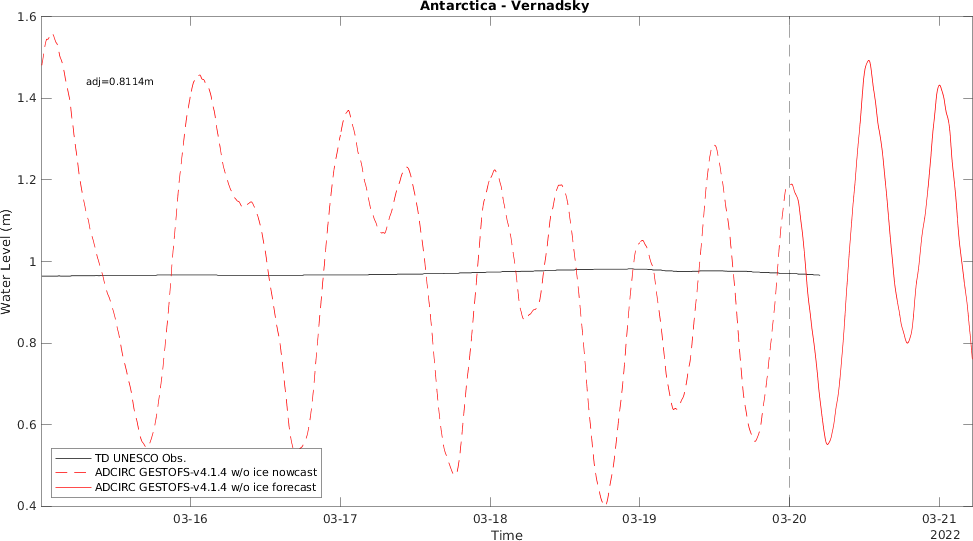 Antarctica - Vernadsky
1.6
1.4
1.2
1
0.8
0.6
0.4
Water Level (m)
adj=0.8114m
TD UNESCO Obs.
ADCIRC GESTOFS-v4.1.4 w/o ice nowcast
ADCIRC GESTOFS-v4.1.4 w/o ice forecast
03-16 03-17 03-18 03-19 03-20 03-21
Time 2022